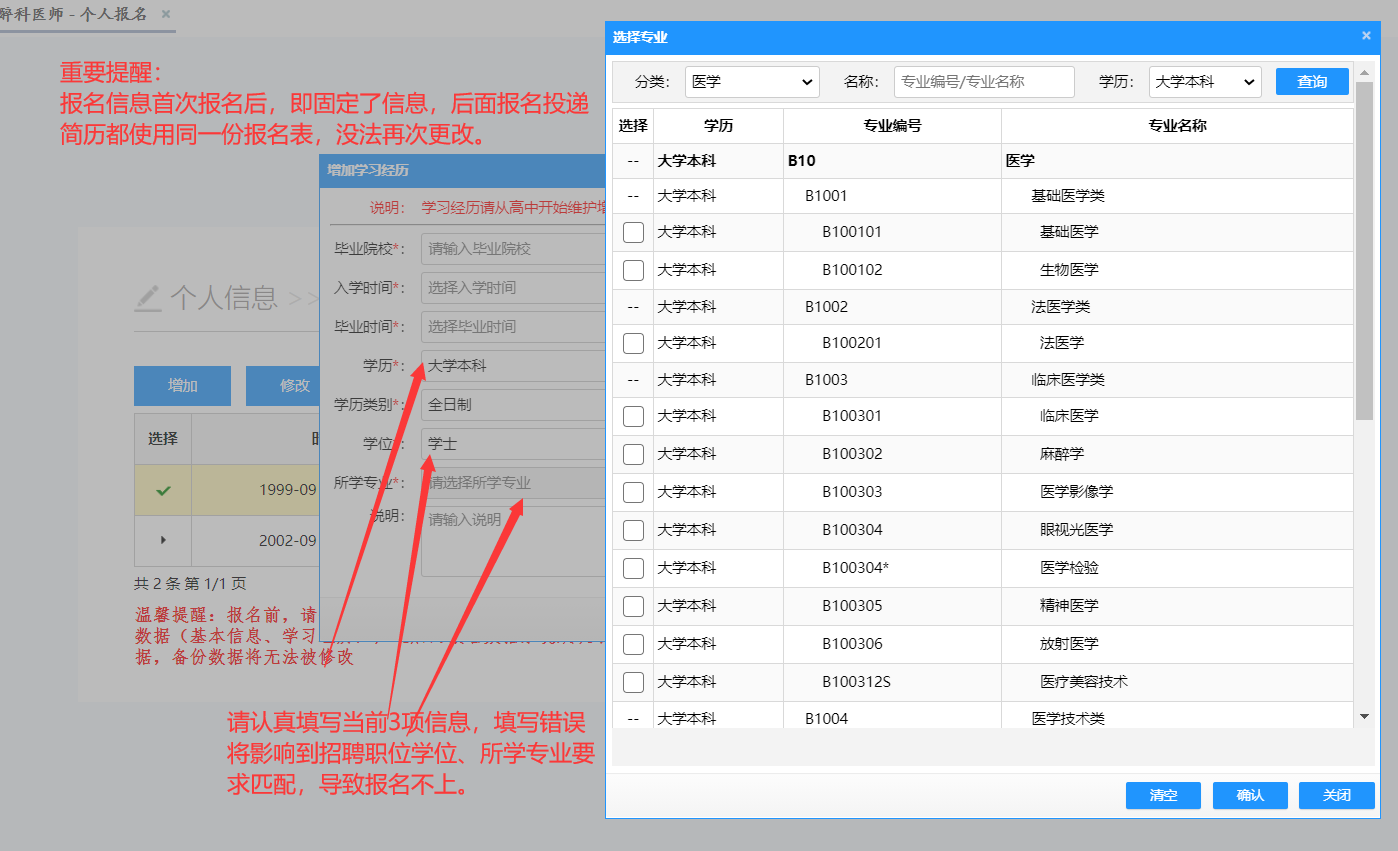 醉科医师 - 个人报名 ×
重要提醒：
报名信息首次报名后，即固定了信息，后面报名投递
简历都使用同一份报名表，没法再次更改。
个人信息 >>
增加 修改
选择
1999-09
2002-09
共 2 条 第 1/1 页
温馨提醒：报名前，请
数据（基本信息、学习
据，备份数据将无法被修改
增加学习经历
说明： 学习经历请从高中开始维护增
毕业院校*： 请输入毕业院校
入学时间*： 选择入学时间
毕业时间*： 选择毕业时间
学历*： 大学本科
学历类别*： 全日制
学位*： 学士
所学专业*： 请选择所学专业
说明： 请输入说明
请认真填写当前3项信息，填写错误
将影响到招聘职位学位、所学专业要
求匹配，导致报名不上。
选择专业 ×
分类： 医学 名称： 专业编号/专业名称 学历： 大学本科 查询
选择 学历 专业编号 专业名称
-- 大学本科 B10 医学
-- 大学本科 B1001 基础医学类
大学本科 B100101 基础医学
大学本科 B100102 生物医学
-- 大学本科 B1002 法医学类
大学本科 B100201 法医学
-- 大学本科 B1003 临床医学类
大学本科 B100301 临床医学
大学本科 B100302 麻醉学
大学本科 B100303 医学影像学
大学本科 B100304 眼视光医学
大学本科 B100304* 医学检验
大学本科 B100305 精神医学
大学本科 B100306 放射医学
大学本科 B100312S 医疗美容技术
-- 大学本科 B1004 医学技术类
清空 确认 关闭